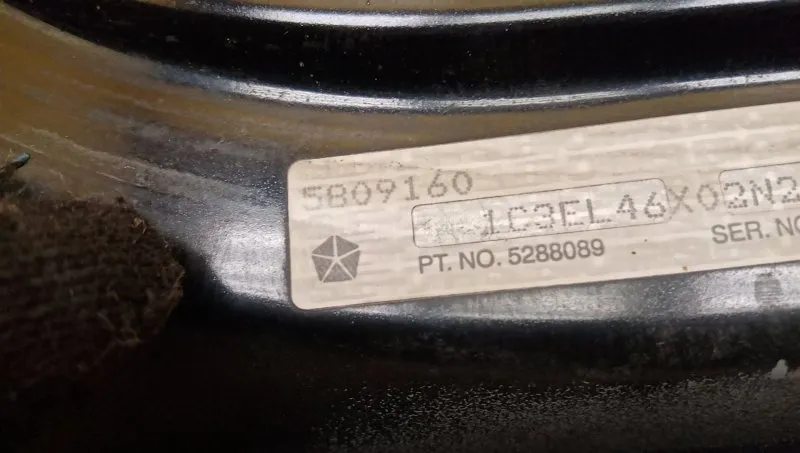 5809160
1C3EL46X02N2
PT. NO. 5288089
SER. NO